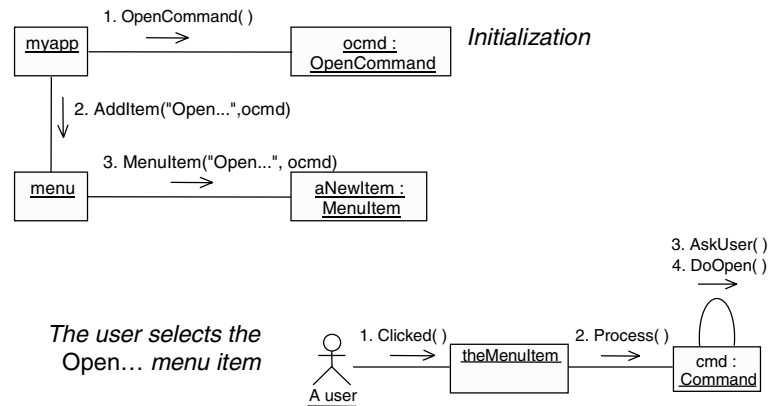 1. OpenCommand( )
myapp
ocmd :
OpenCommand
Initialization
2. AddItem("Open...",ocmd)
3. MenuItem("Open...", ocmd)
menu
aNewItem :
MenuItem
3. AskUser( )
4. DoOpen( )
The user selects the
Open… menu item
1. Clicked( )
theMenuItem
2. Process( )
cmd :
Command
A user